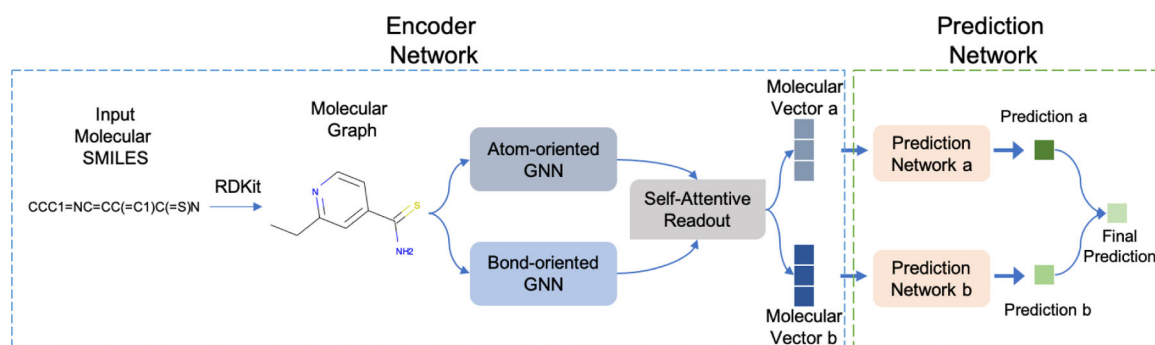 Encoder
Network
Prediction
Network
Input
Molecular
SMILES
CCC1=NC=CC(=C1)C(=S)N
RDKit
Molecular
Graph
N
S
NH2
Atom-oriented
GNN
Bond-oriented
GNN
Self-Attentive
Readout
Molecular
Vector a
Molecular
Vector b
Prediction
Network a
Prediction
Network b
Prediction a
Prediction b
Final
Prediction